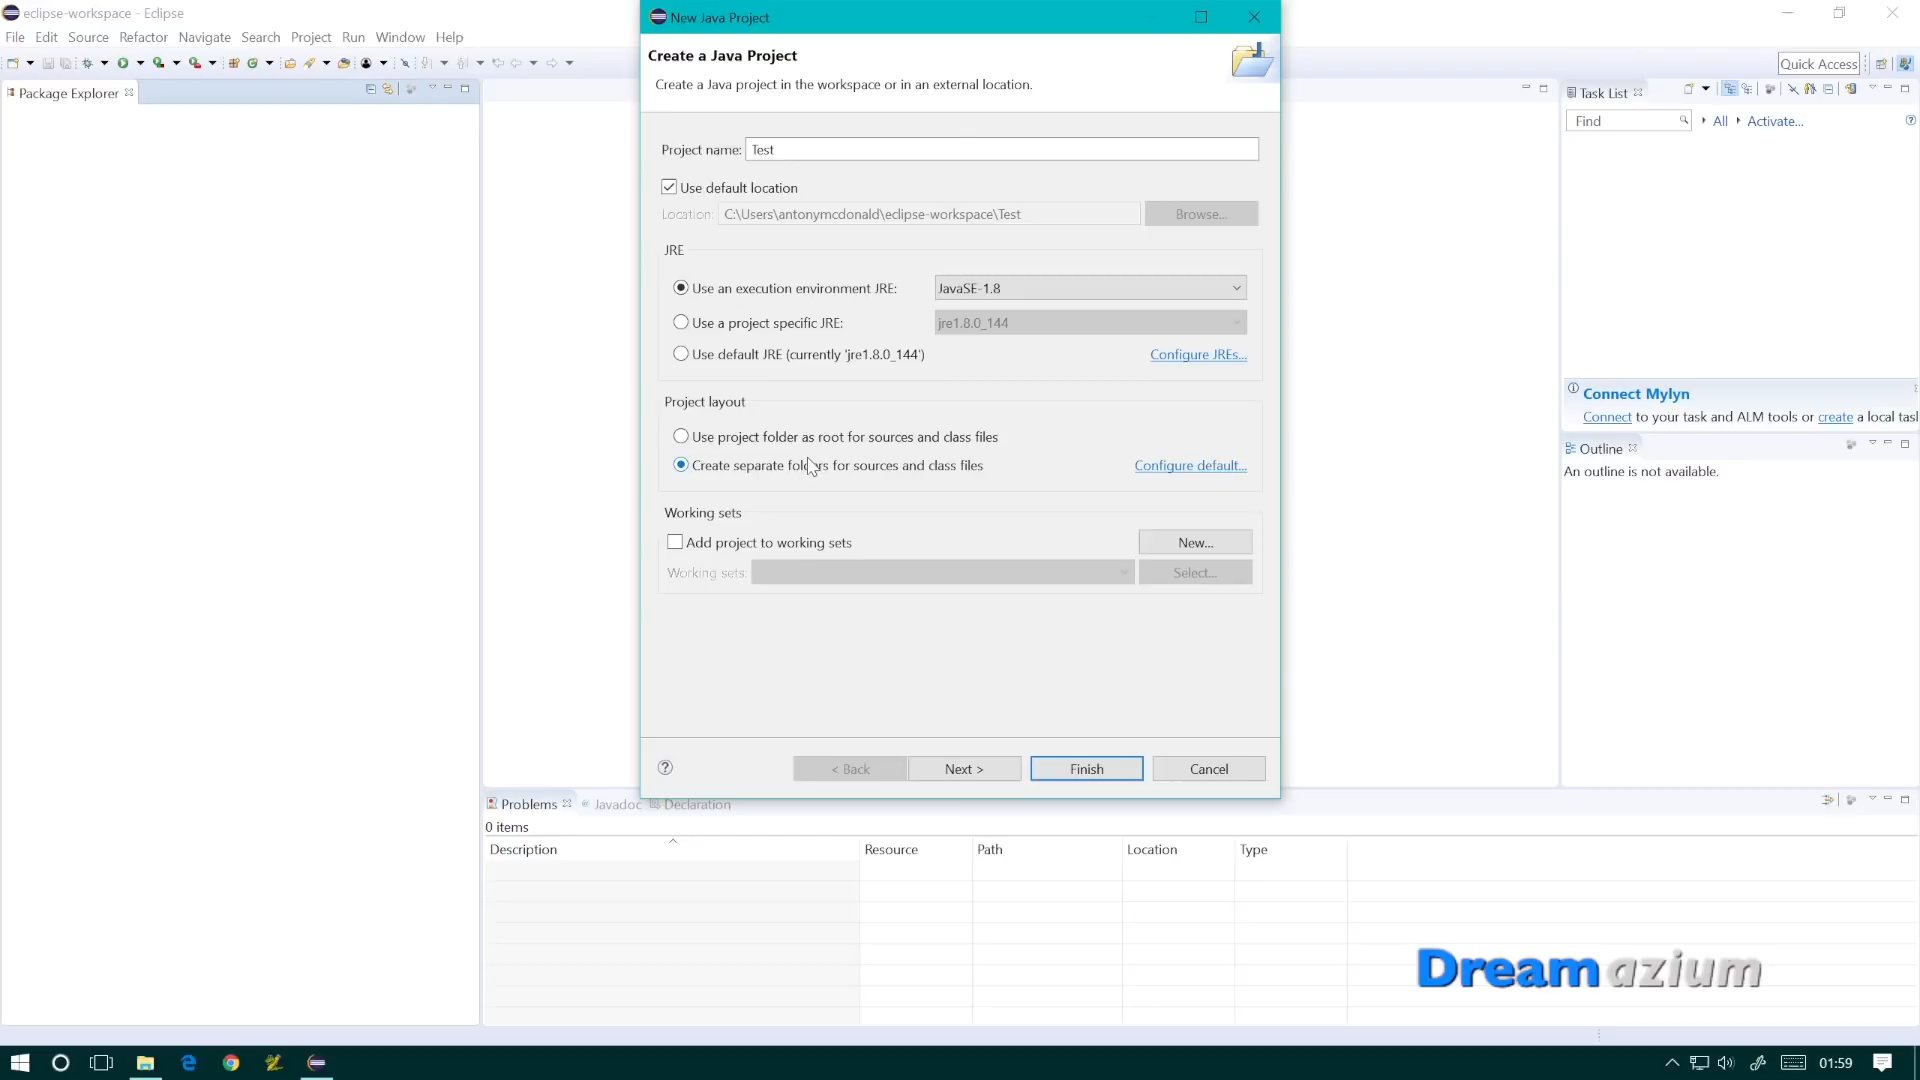 eclipse-workspace - Eclipse
File Edit Source Refactor Navigate Search Project Run Window Help
Quick Access
Package Explorer
New Java Project
Create a Java Project
Create a Java project in the workspace or in an external location.
Project name: Test
Use default location
Location: C:\Users\antonymcdonald\eclipse-workspace\Test Browse...
JRE
Use an execution environment JRE: JavaSE-1.8
Use a project specific JRE: jre1.8.0_144
Use default JRE (currently 'jre1.8.0_144') Configure JREs...
Project layout
Use project folder as root for sources and class files
Create separate folders for sources and class files Configure default...
Working sets
Add project to working sets New...
Working sets: Select...
< Back Next > Finish Cancel
Task List
Find All Activate...
Connect Mylyn
Connect to your task and ALM tools or create a local tasl
Outline
An outline is not available.
Problems Javadoc Declaration
0 items
Description Resource Path Location Type
Dreamazium
01:59